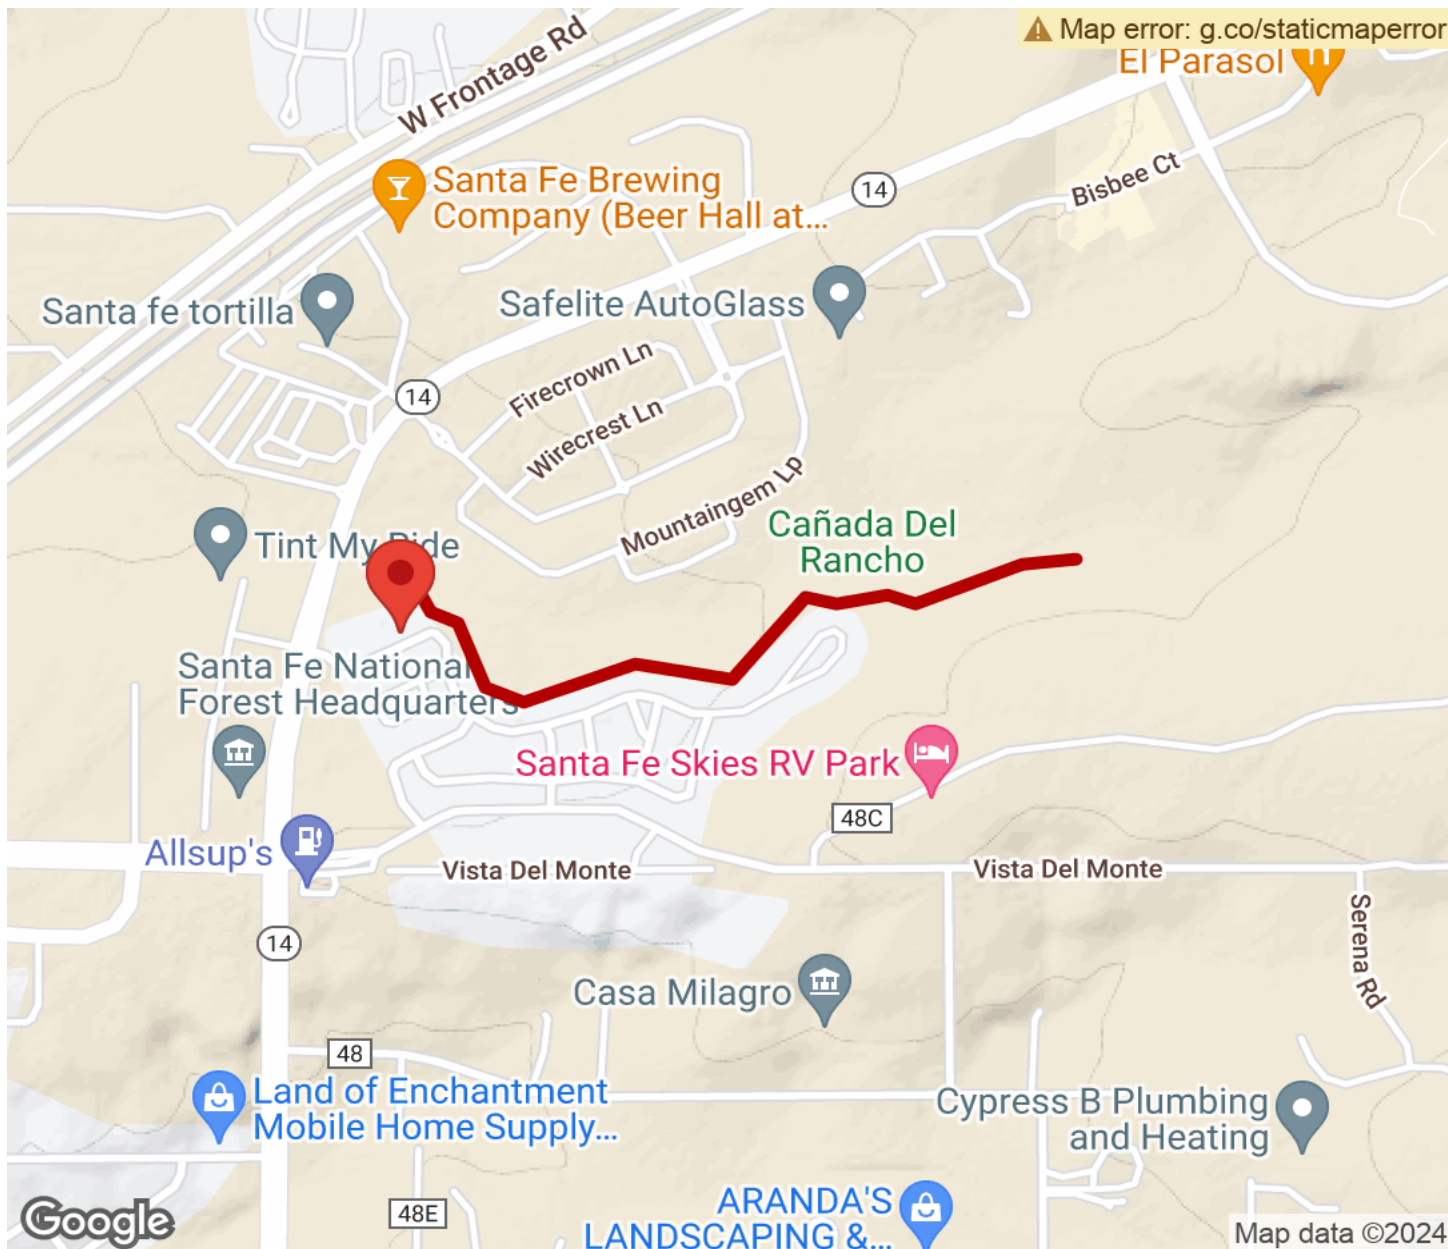 Map error: g.co/staticmaperror
El Parasol
W Frontage Rd
Santa Fe Brewing
Company (Beer Hall at...
14
Bisbee Ct
Santa fe tortilla
Safelite AutoGlass
Firecrown Ln
14
Wirecrest Ln
Mountaingem Lp
Cañada Del
Rancho
Tint My Ride
Santa Fe National
Forest Headquarters
Santa Fe Skies RV Park
48C
Allsup's
Vista Del Monte
Vista Del Monte
Serena Rd
14
Casa Milagro
48
Land of Enchantment
Mobile Home Supply...
Cypress B Plumbing
and Heating
48E
ARANDA'S
LANDSCAPING &...
Google
Map data ©2024